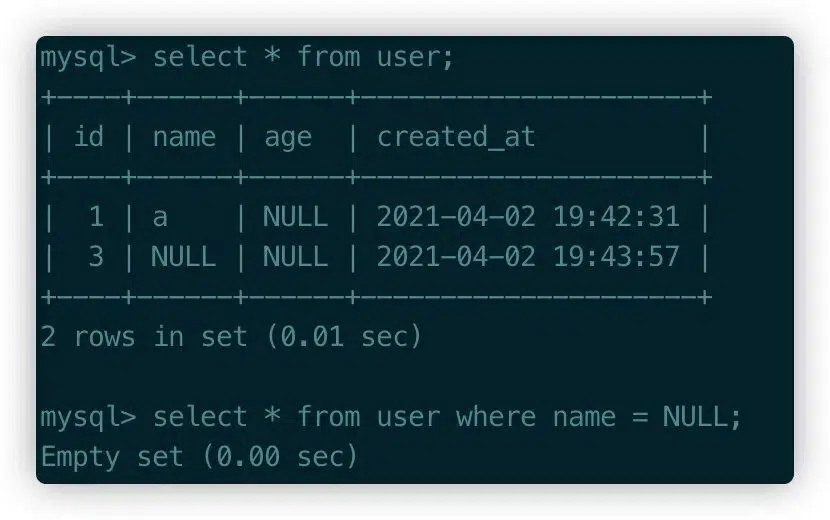 mysql> select * from user;
+----+------+------+---------------------+
| id | name | age  | created_at          |
+----+------+------+---------------------+
|  1 | a    | NULL | 2021-04-02 19:42:31 |
|  3 | NULL | NULL | 2021-04-02 19:43:57 |
+----+------+------+---------------------+
2 rows in set (0.01 sec)
mysql> select * from user where name = NULL;
Empty set (0.00 sec)